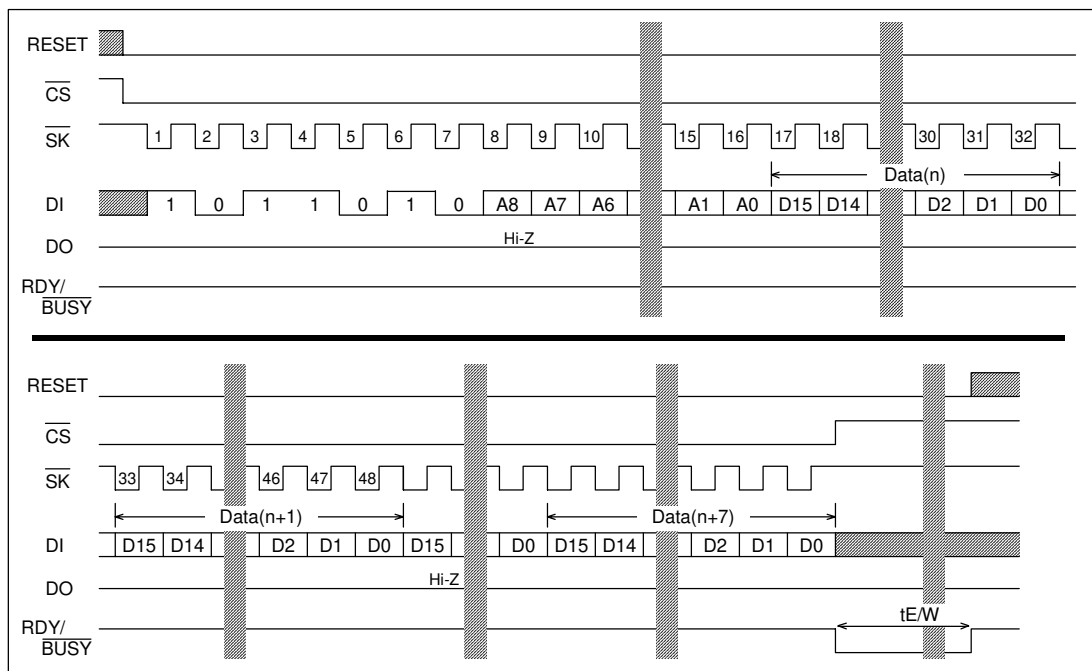 RESET
CS
SK 1 2 3 4 5 6 7 8 9 10 15 16 17 18 30 31 32
Data(n)
DI 1 0 1 1 0 1 0 A8 A7 A6 A1 A0 D15 D14 D2 D1 D0
Hi-Z
DO
RDY/
BUSY
RESET
CS
SK 33 34 46 47 48
Data(n+1) Data(n+7)
DI D15 D14 D2 D1 D0 D15 D0 D15 D14 D2 D1 D0
Hi-Z
DO
tE/W
RDY/
BUSY